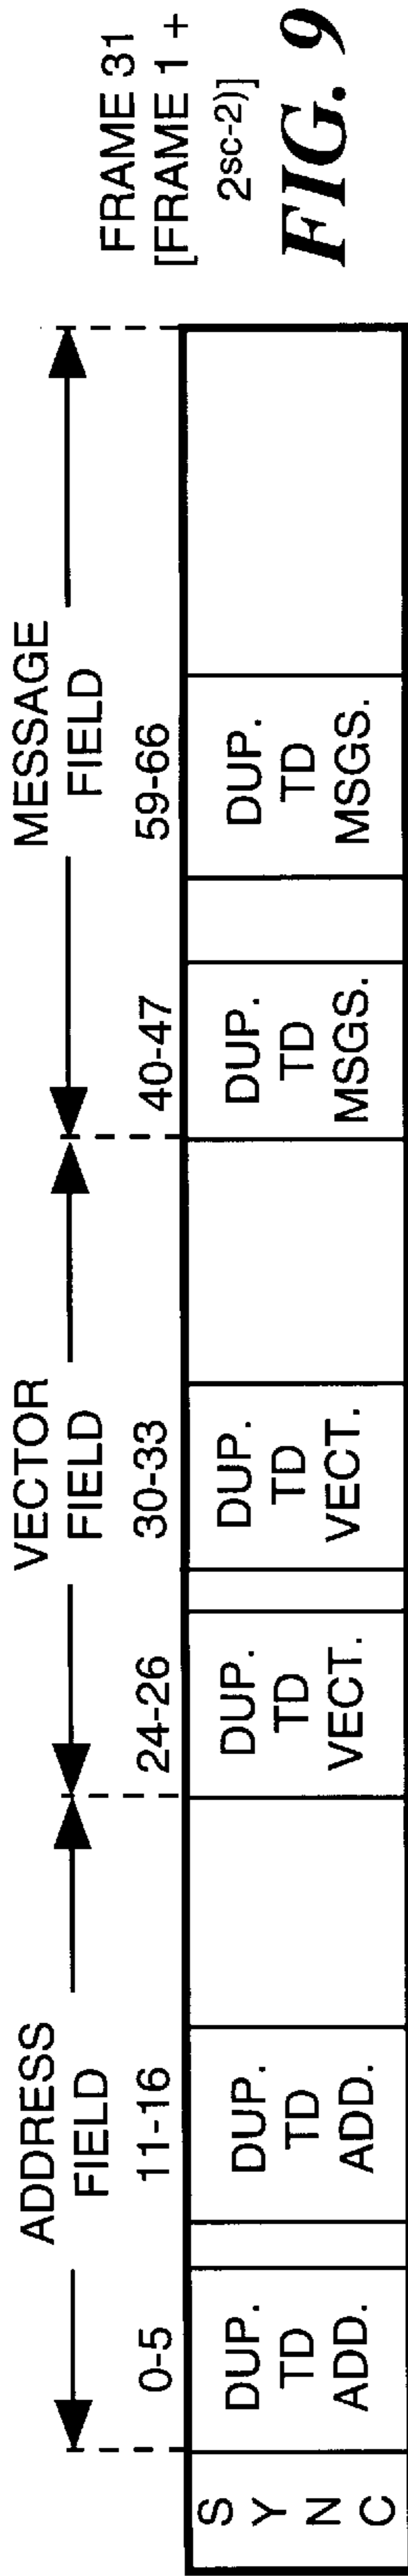 ADDRESS
FIELD
VECTOR
FIELD
MESSAGE
FIELD
0-5
11-16
24-26
30-33
40-47
59-66
S
Y
N
C
DUP.
TD
ADD.
DUP.
TD
ADD.
DUP.
TD
VECT.
DUP.
TD
VECT.
DUP.
TD
MSGS.
DUP.
TD
MSGS.
FRAME 31
[FRAME 1 +
2sc-2)]
FIG. 9